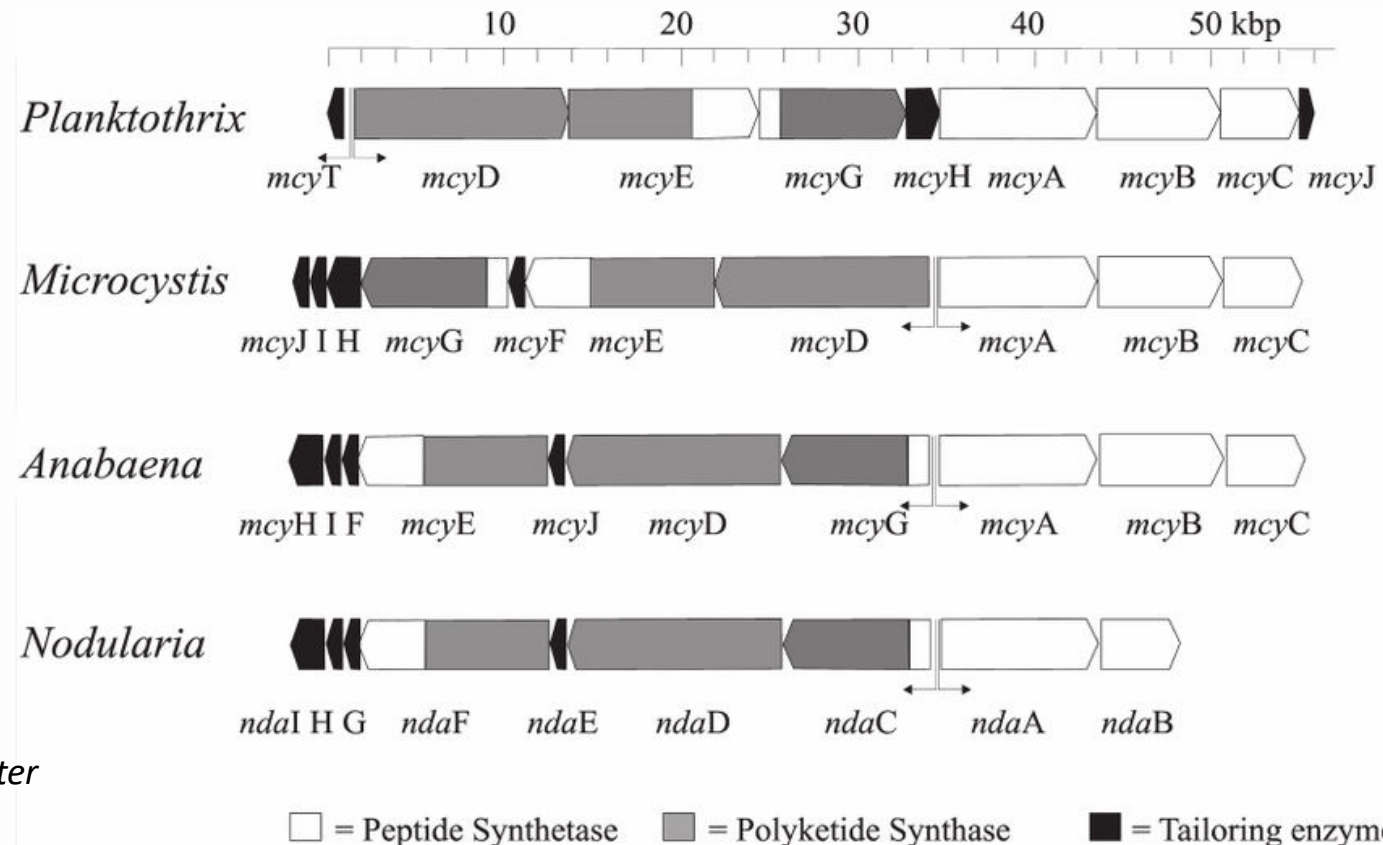 10 20 30 40 50 kbp
Planktothrix
mcyT mcyD mcyE mcyG mcyH mcyA mcyB mcyC mcyJ
Microcystis
mcyJ I H mcyG mcyF mcyE mcyD mcyA mcyB mcyC
Anabaena
mcyH I F mcyE mcyJ mcyD mcyG mcyA mcyB mcyC
Nodularia
ndaI H G ndaF ndaE ndaD ndaC ndaA ndaB
= Peptide Synthetase = Polyketide Synthase = Tailoring